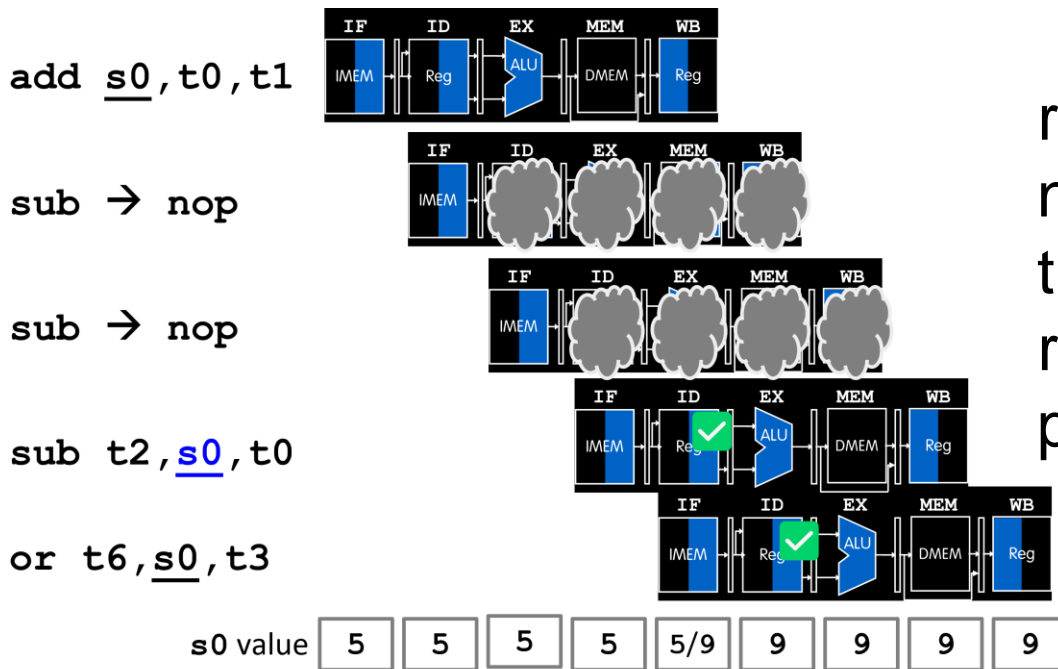 IF ID EX MEM WB
add s0,t0,t1
IMEM Reg ALU DMEM Reg
IF ID EX MEM WB
sub → nop
IMEM
IF ID EX MEM WB
sub → nop
IMEM
IF ID EX MEM WB
sub t2,s0,t0
IMEM Reg ALU DMEM Reg
IF ID EX MEM WB
or t6,s0,t3
IMEM Reg ALU DMEM Reg
s0 value 5 5 5 5 5/9 9 9 9 9
r
t
r
p